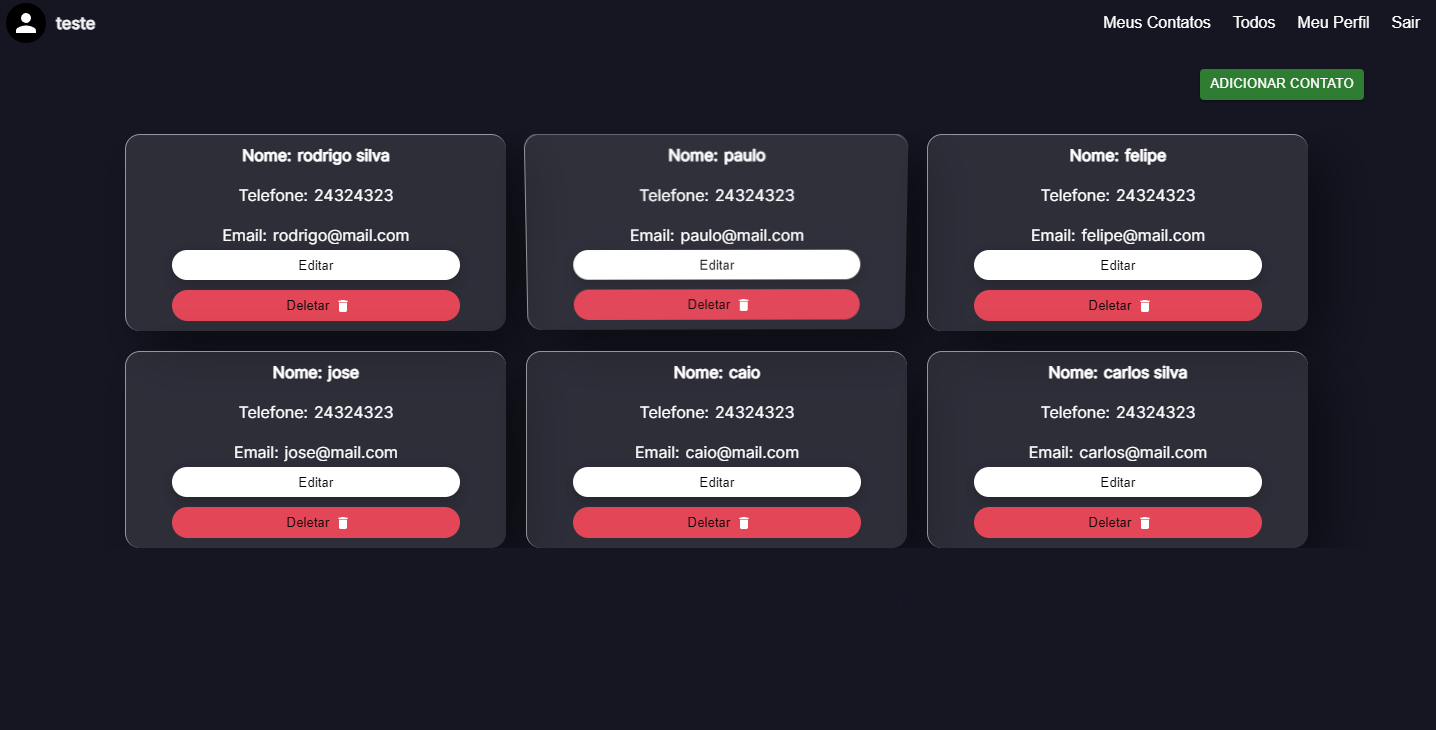 teste
Meus Contatos Todos Meu Perfil Sair
ADICIONAR CONTATO
Nome: rodrigo silva
Telefone: 24324323
Email: rodrigo@mail.com
Editar
Deletar
Nome: paulo
Telefone: 24324323
Email: paulo@mail.com
Editar
Deletar
Nome: felipe
Telefone: 24324323
Email: felipe@mail.com
Editar
Deletar
Nome: jose
Telefone: 24324323
Email: jose@mail.com
Editar
Deletar
Nome: caio
Telefone: 24324323
Email: caio@mail.com
Editar
Deletar
Nome: carlos silva
Telefone: 24324323
Email: carlos@mail.com
Editar
Deletar